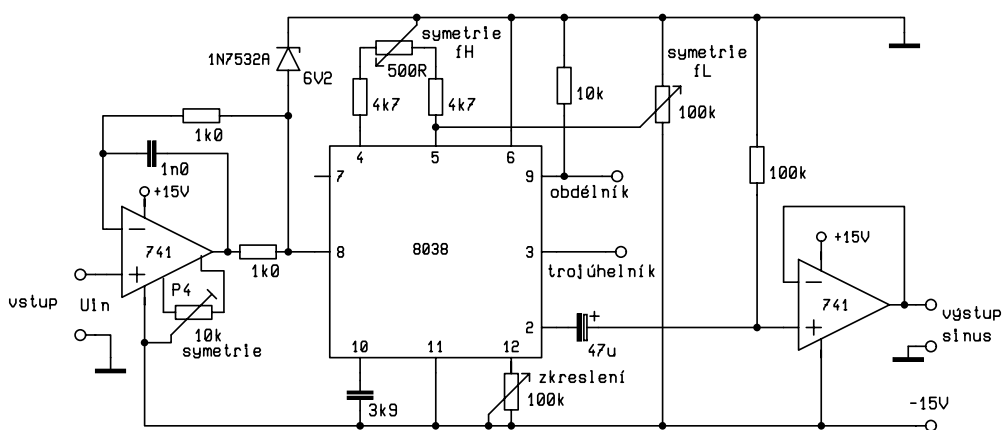 symetrie
fH
1N7532A
6V2
500R
4k7
4k7
symetrie
fL
10k
100k
1k0
1n0
4
5
6
7
9
obdélník
100k
+15V
741
8038
8
3
1k0
trojúhelník
+15V
741
vstup
Uin
P4
10k
symetrie
2
+
47u
výstup
sinus
10
11
12
zkreslení
3k9
100k
-15V